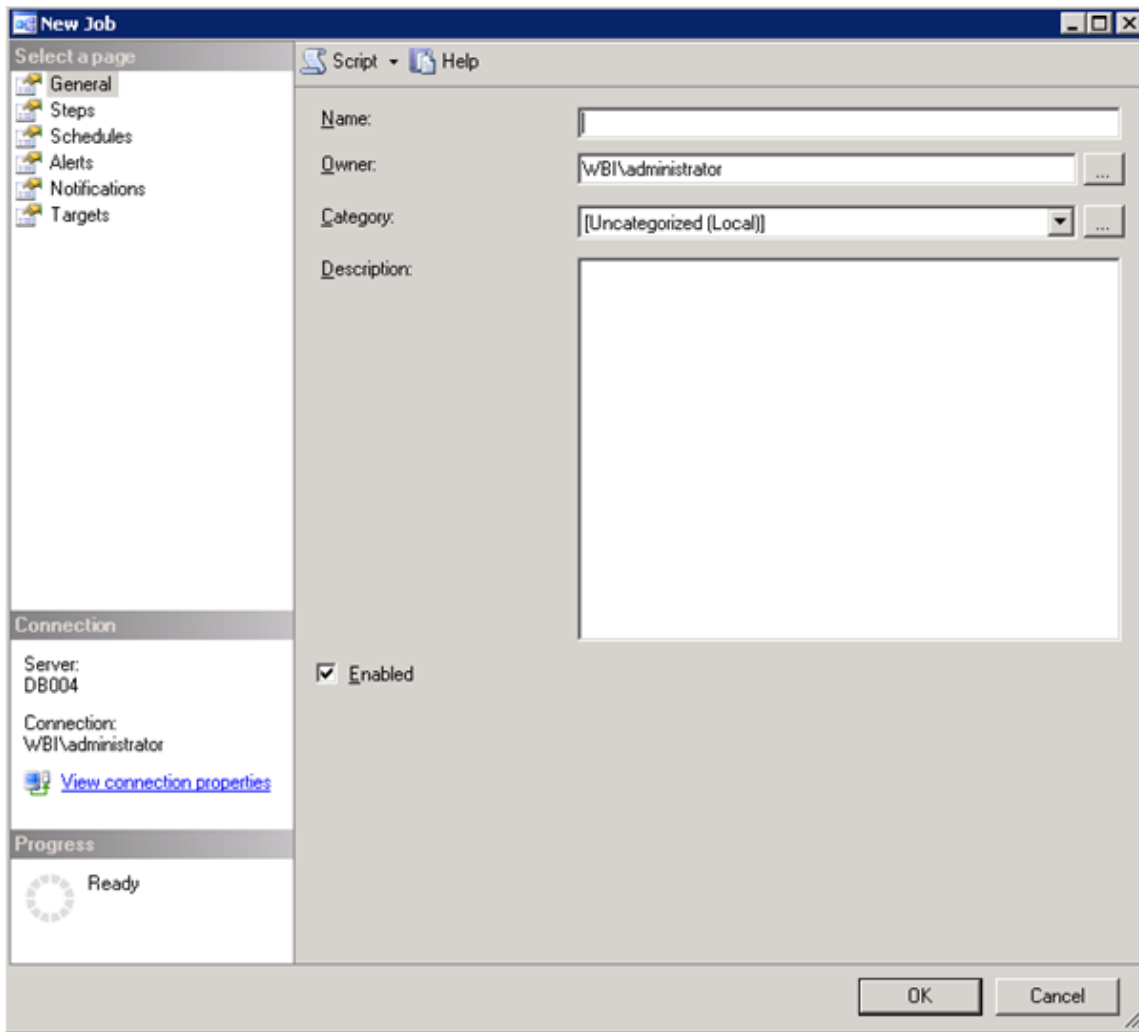 New Job
Select a page
General
Steps
Schedules
Alerts
Notifications
Targets
Script Help
Name:
Owner: WBI\administrator ...
Category: [Uncategorized (Local)] ...
Description:
Enabled
Connection
Server:
DB004
Connection:
WBI\administrator
View connection properties
Progress
Ready
OK Cancel